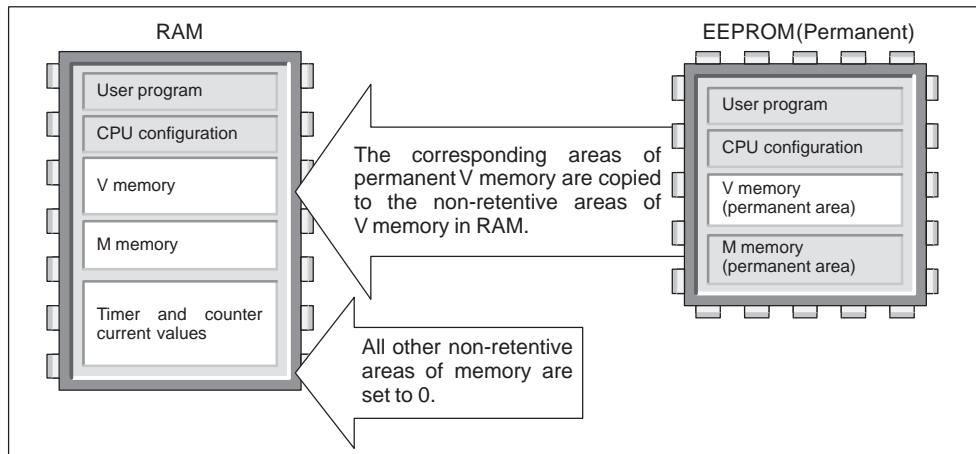 RAM
User program
CPU configuration
V memory
M memory
Timer and counter
current values
The corresponding areas of
permanent V memory are copied
to the non-retentive areas of
V memory in RAM.
All other non-retentive
areas of memory are
set to 0.
EEPROM(Permanent)
User program
CPU configuration
V memory
(permanent area)
M memory
(permanent area)